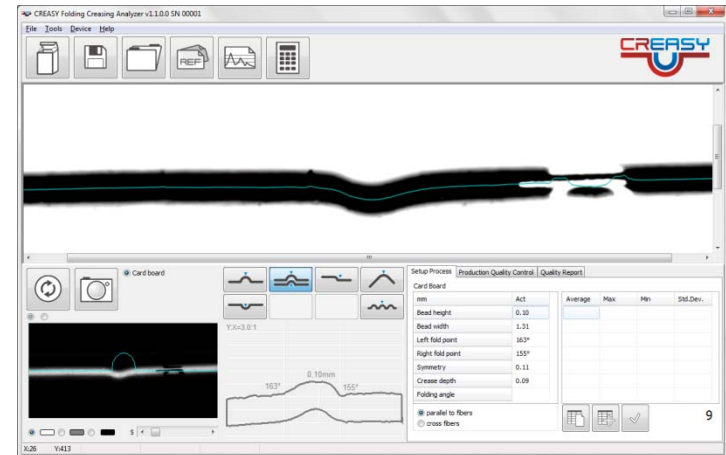 CREASY Folding Creasing Analyzer v1.1.0.0 SN 00001
File Tools Device Help
REF
CREASY
Card board
Y:X=3.0:1
0.10mm
163°
155°
S
Setup Process Production Quality Control Quality Report
Card Board
mm Act Average Max Min Std.Dev.
Bead height 0.10
Bead width 1.31
Left fold point 163°
Right fold point 155°
Symmetry 0.11
Crease depth 0.09
Folding angle
parallel to fibers
cross fibers
9
X:26 Y:413